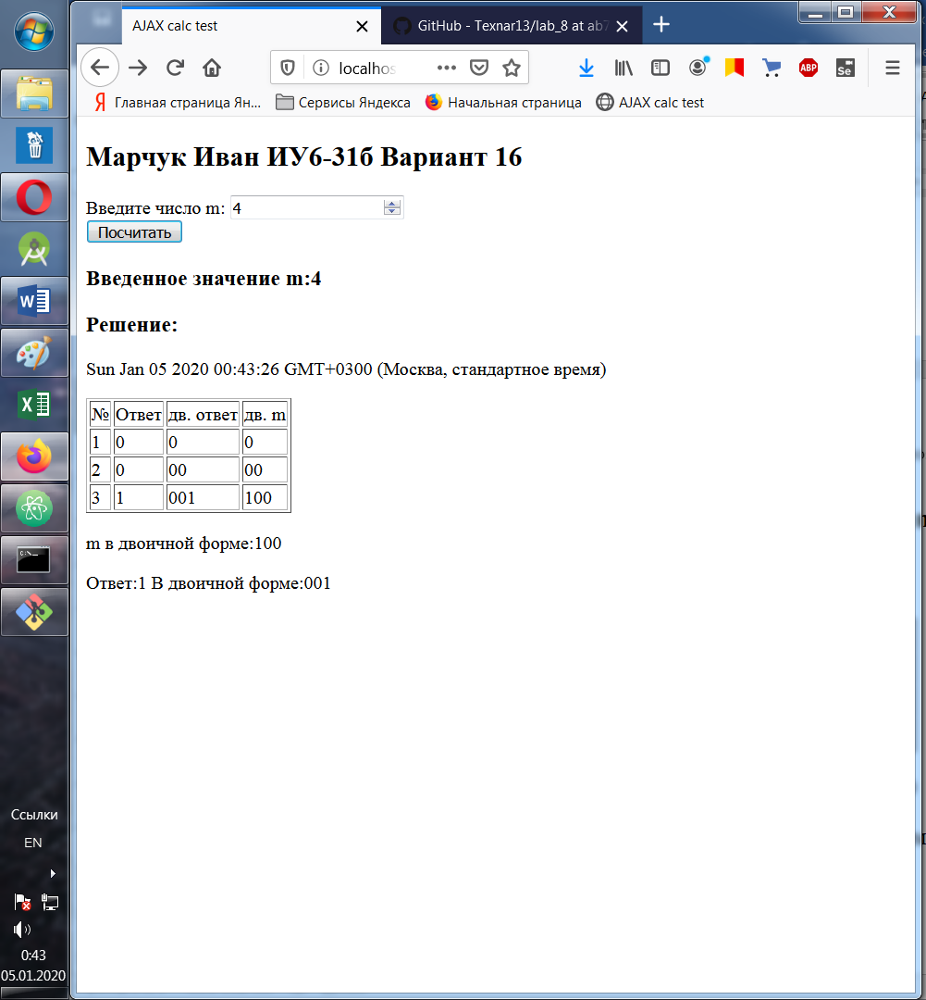 AJAX calc test
GitHub - Texnar13/lab_8 at ab7
localhos
ABP
Se
Главная страница Ян...
Сервисы Яндекса
Начальная страница
AJAX calc test
Марчук Иван ИУ6-31б Вариант 16
Введите число m: 4
Посчитать
Введенное значение m:4
Решение:
Sun Jan 05 2020 00:43:26 GMT+0300 (Москва, стандартное время)
№ Ответ дв. ответ дв. m
1 0 0 0
2 0 00 00
3 1 001 100
m в двоичной форме:100
Ответ:1 В двоичной форме:001
Ссылки
EN
0:43
05.01.2020